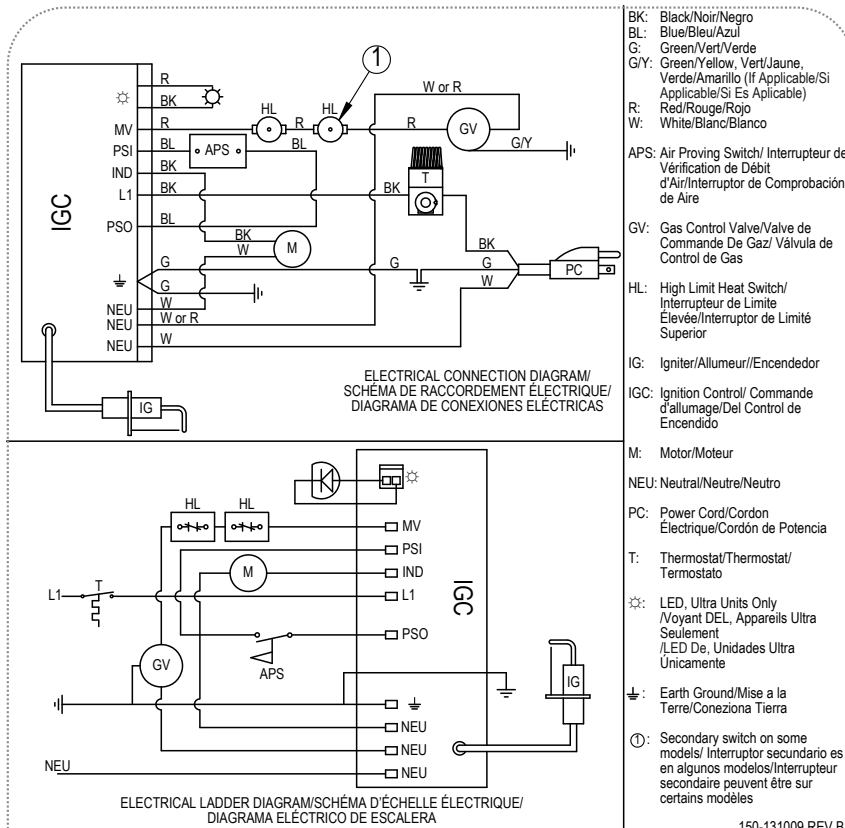 R
BK
HL
HL
1
W or R
MV
R
R
R
GV
PSI
BL
APS
BL
G/Y
IND
BK
T
L1
BK
BK
IGC
PSO
BL
BK
W
M
BK
G
G
G
PC
G
W
NEU
W
NEU
W or R
NEU
W
IG
ELECTRICAL CONNECTION DIAGRAM/
SCHÉMA DE RACCORDEMENT ÉLECTRIQUE/
DIAGRAMA DE CONEXIONES ELÉCTRICAS
HL
HL
MV
PSI
M
IND
IGC
L1
T
L1
PSO
APS
GV
IG
NEU
NEU
NEU
NEU
ELECTRICAL LADDER DIAGRAM/SCHÉMA D'ÉCHELLE ÉLECTRIQUE/
DIAGRAMA ELÉCTRICO DE ESCALERA
BK: Black/Noir/Negro
BL: Blue/Bleu/Azul
G: Green/Vert/Verde
G/Y: Green/Yellow, Vert/Jaune,
Verde/Amarillo (If Applicable/Si
Applicable/Si Es Aplicable)
R: Red/Rouge/Rojo
W: White/Blanc/Blanco
APS: Air Proving Switch/ Interrupteur de
Vérification de Débit
d'Air/Interruptor de Comprobación
de Aire
GV: Gas Control Valve/Valve de
Commande De Gaz/ Válvula de
Control de Gas
HL: High Limit Heat Switch/
Interrupteur de Limite
Élevée/Interruptor de Limité
Superior
IG: Igniter/Allumeur//Encendedor
IGC: Ignition Control/ Commande
d'allumage/Del Control de
Encendido
M: Motor/Moteur
NEU: Neutral/Neutre/Neutro
PC: Power Cord/Cordon
Électrique/Cordón de Potencia
T: Thermostat/Thermostat/
Termostato
: LED, Ultra Units Only
/Voyant DEL, Appareils Ultra
Seulement
/LED De, Unidades Ultra
Únicamente
: Earth Ground/Mise a la
Terre/Coneziona Tierra
1: Secondary switch on some
models/ Interruptor secundario es
en algunos modelos/Interrupteur
secondaire peuvent être sur
certains modèles
150-131009 REV B